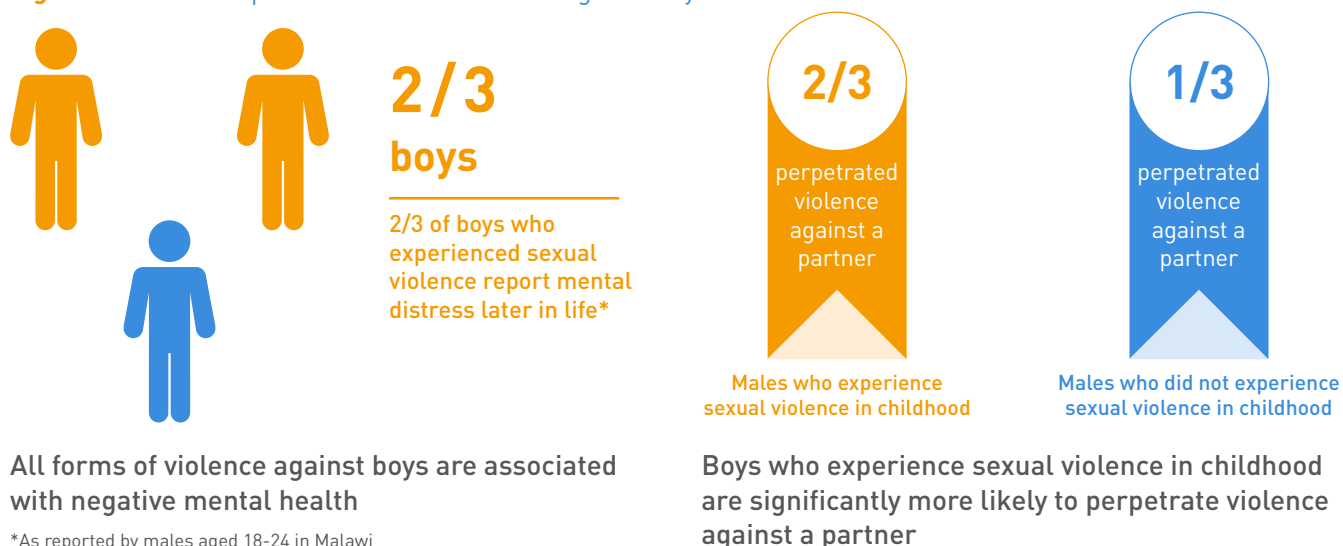 2/3
boys
2/3 of boys who
experienced sexual
violence report mental
distress later in life*
All forms of violence against boys are associated
with negative mental health
*As reported by males aged 18-24 in Malawi
2/3
perpetrated
violence
against a
partner
Males who experience
sexual violence in childhood
1/3
perpetrated
violence
against a
partner
Males who did not experience
sexual violence in childhood
Boys who experience sexual violence in childhood
are significantly more likely to perpetrate violence
against a partner